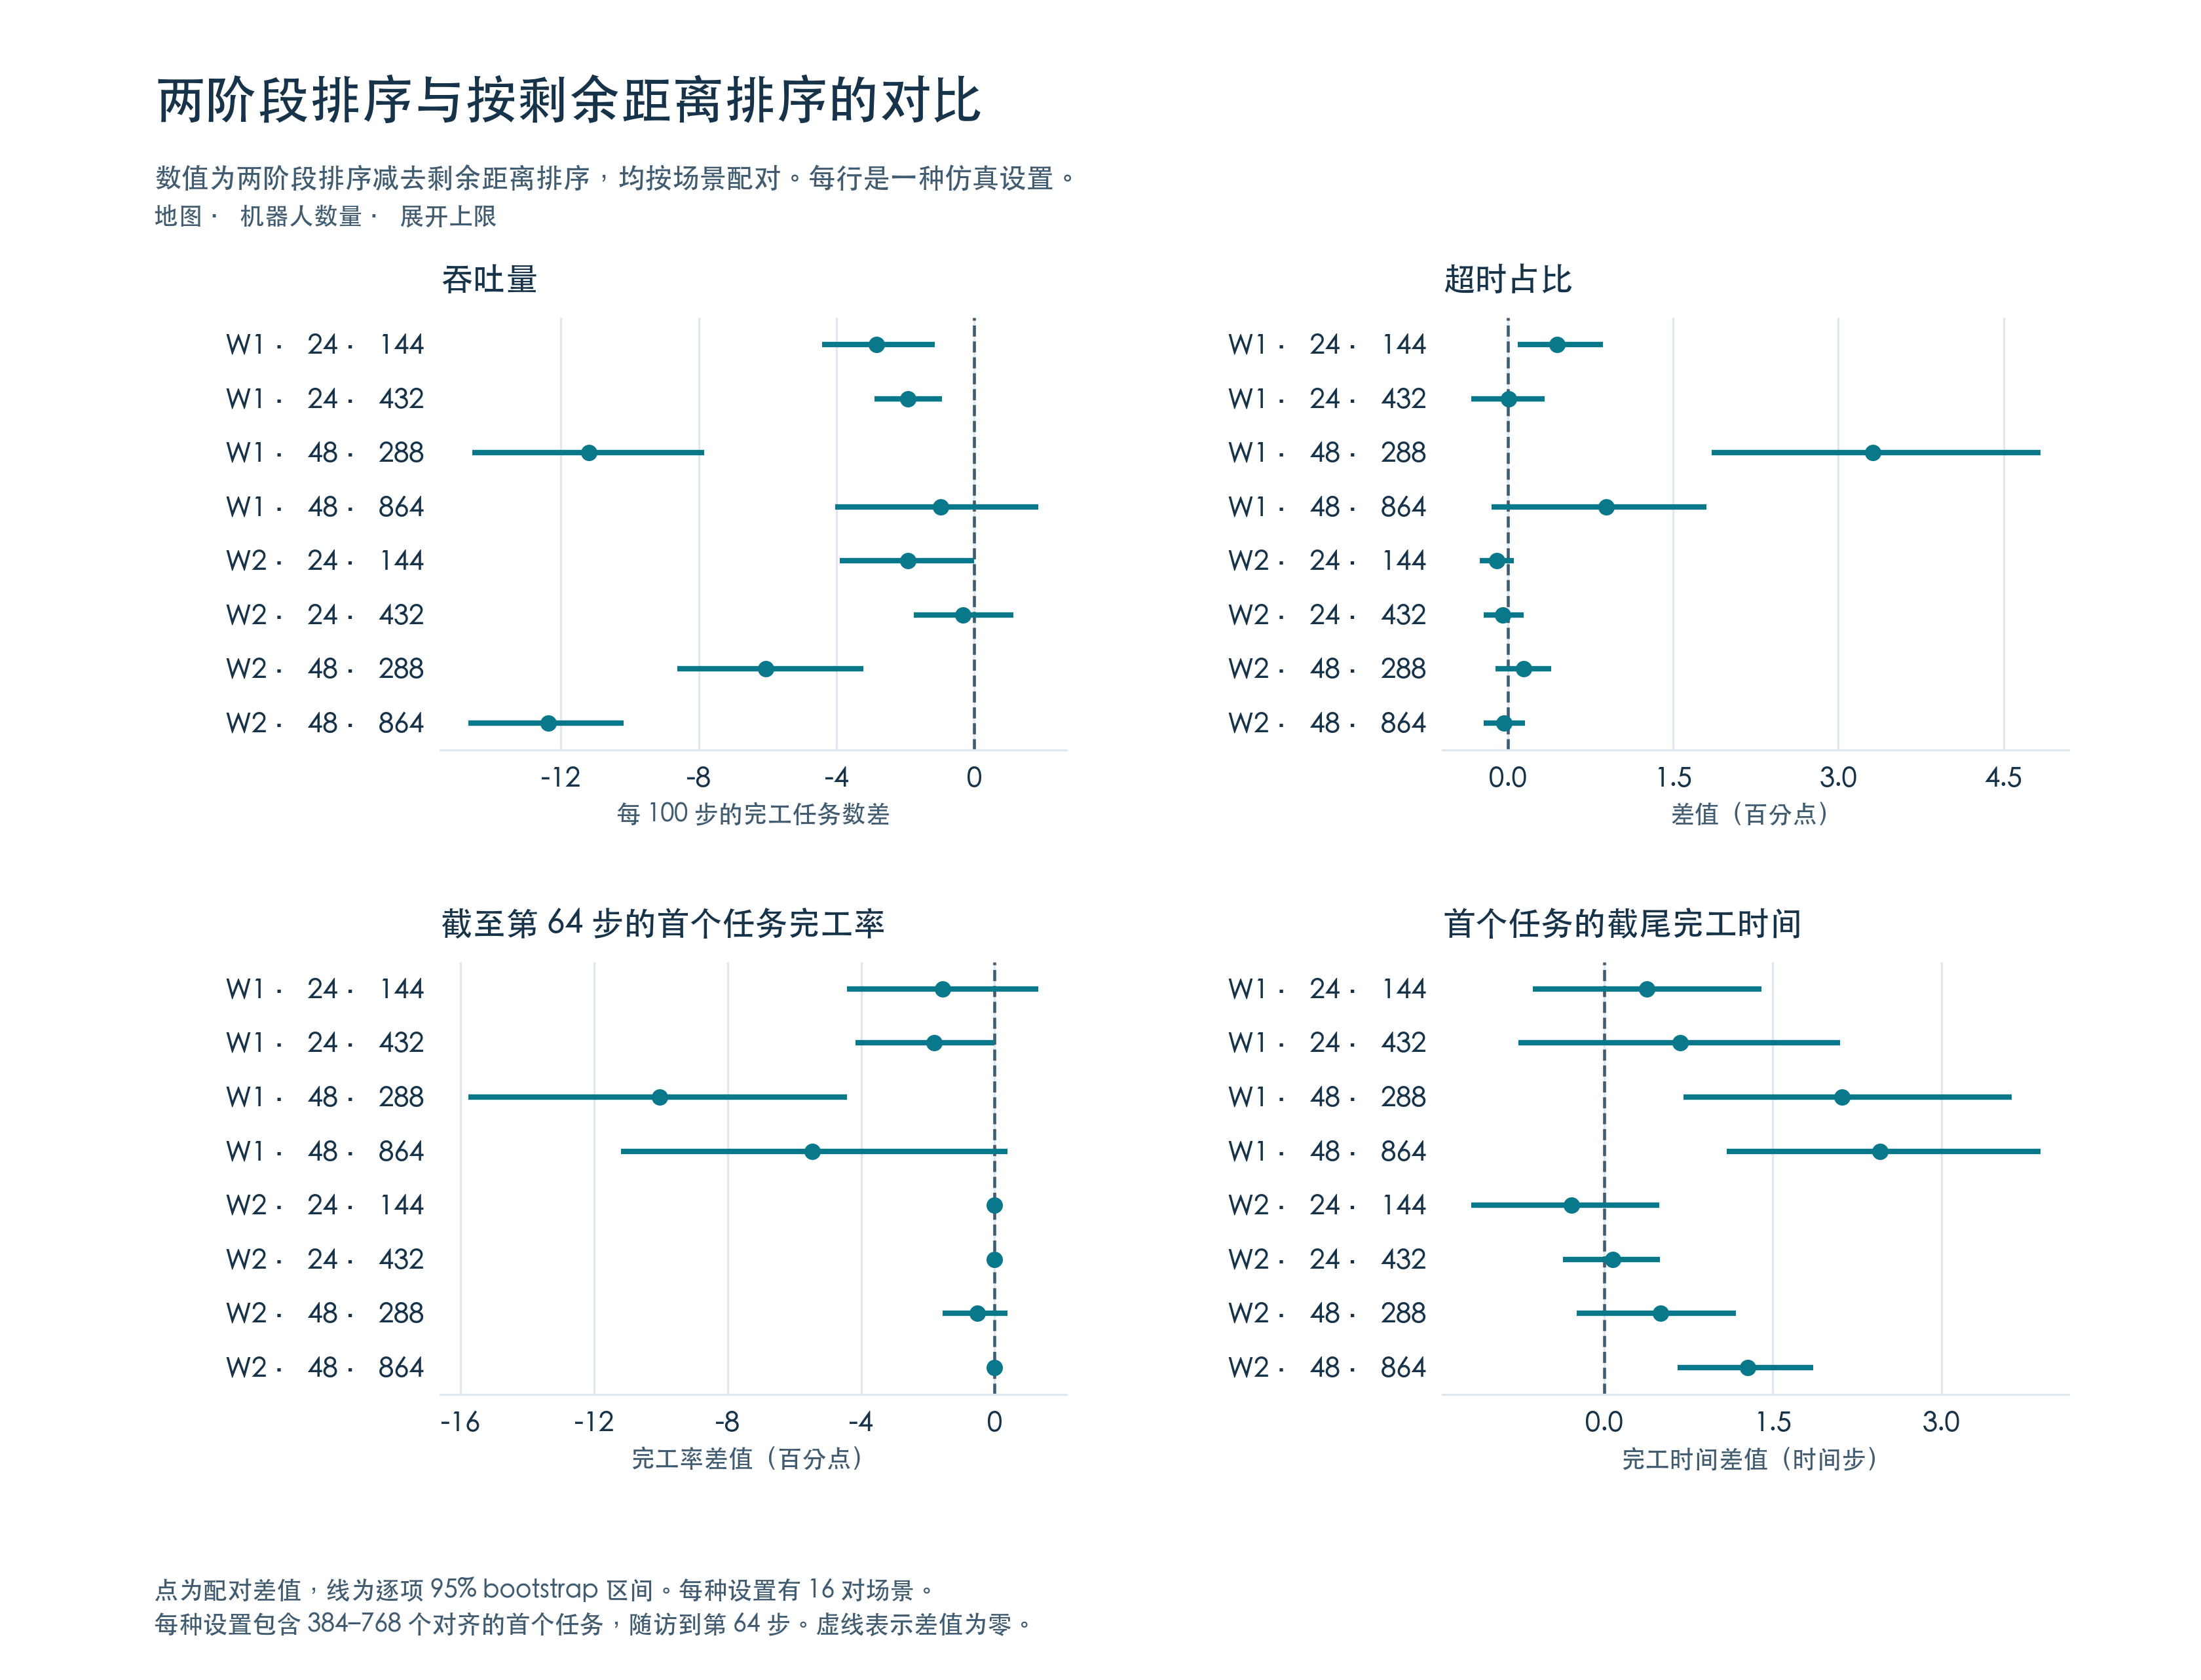 两阶段排序与按剩余距离排序的对比
数值为两阶段排序减去剩余距离排序，均按场景配对。每行是一种仿真设置。
地图 · 机器人数量 · 展开上限
吞吐量
W1 · 24 · 144
W1 · 24 · 432
W1 · 48 · 288
W1 · 48 · 864
W2 · 24 · 144
W2 · 24 · 432
W2 · 48 · 288
W2 · 48 · 864
-12 -8 -4 0
每 100 步的完工任务数差
超时占比
W1 · 24 · 144
W1 · 24 · 432
W1 · 48 · 288
W1 · 48 · 864
W2 · 24 · 144
W2 · 24 · 432
W2 · 48 · 288
W2 · 48 · 864
0.0 1.5 3.0 4.5
差值（百分点）
截至第 64 步的首个任务完工率
W1 · 24 · 144
W1 · 24 · 432
W1 · 48 · 288
W1 · 48 · 864
W2 · 24 · 144
W2 · 24 · 432
W2 · 48 · 288
W2 · 48 · 864
-16 -12 -8 -4 0
完工率差值（百分点）
首个任务的截尾完工时间
W1 · 24 · 144
W1 · 24 · 432
W1 · 48 · 288
W1 · 48 · 864
W2 · 24 · 144
W2 · 24 · 432
W2 · 48 · 288
W2 · 48 · 864
0.0 1.5 3.0
完工时间差值（时间步）
点为配对差值，线为逐项 95% bootstrap 区间。每种设置有 16 对场景。
每种设置包含 384–768 个对齐的首个任务，随访到第 64 步。虚线表示差值为零。